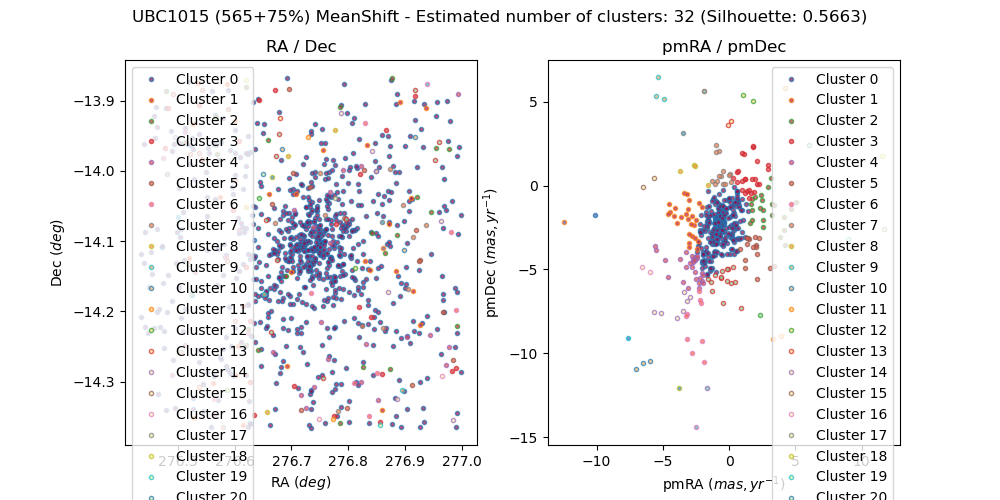 UBC1015 (565+75%) MeanShift - Estimated number of clusters: 32 (Silhouette: 0.5663)
RA / Dec
Dec (deg)
−13.9
−14.0
−14.1
−14.2
−14.3
Cluster 0
Cluster 1
Cluster 2
Cluster 3
Cluster 4
Cluster 5
Cluster 6
Cluster 7
Cluster 8
Cluster 9
Cluster 10
Cluster 11
Cluster 12
Cluster 13
Cluster 14
Cluster 15
Cluster 16
Cluster 17
Cluster 18
Cluster 19
Cluster 20
276.5 276.6 276.7 276.8 276.9 277.0
RA (deg)
pmRA / pmDec
pmDec (mas, yr⁻¹)
5
0
−5
−10
−15
Cluster 0
Cluster 1
Cluster 2
Cluster 3
Cluster 4
Cluster 5
Cluster 6
Cluster 7
Cluster 8
Cluster 9
Cluster 10
Cluster 11
Cluster 12
Cluster 13
Cluster 14
Cluster 15
Cluster 16
Cluster 17
Cluster 18
Cluster 19
Cluster 20
−10 −5 0 5 10
pmRA (mas, yr⁻¹)